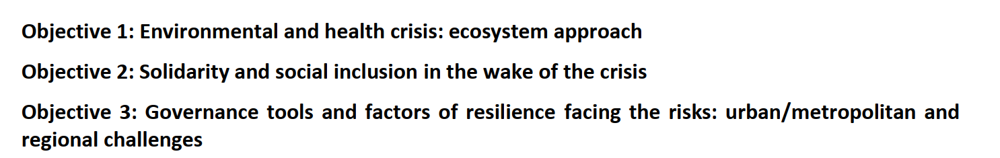 Objective 1: Environmental and health crisis: ecosystem approach
Objective 2: Solidarity and social inclusion in the wake of the crisis
Objective 3: Governance tools and factors of resilience facing the risks: urban/metropolitan and
regional challenges